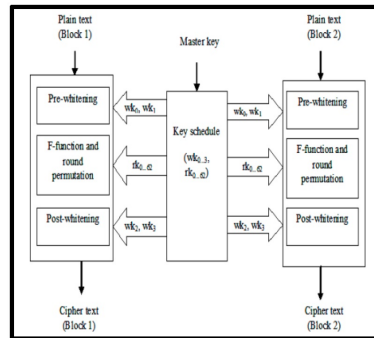 Plain text
(Block 1)
Master key
Plain text
(Block 2)
Pre-whitening
F-function and
round
permutation
Post-whitening
wk₀, wk₁
rk₀..₆₂
wk₂, wk₃
Key schedule
(wk₀..₃,
rk₀..₆₂)
wk₀, wk₁
rk₀..₆₂
wk₂, wk₃
Pre-whitening
F-function and
round
permutation
Post-whitening
Cipher text
(Block 1)
Cipher text
(Block 2)